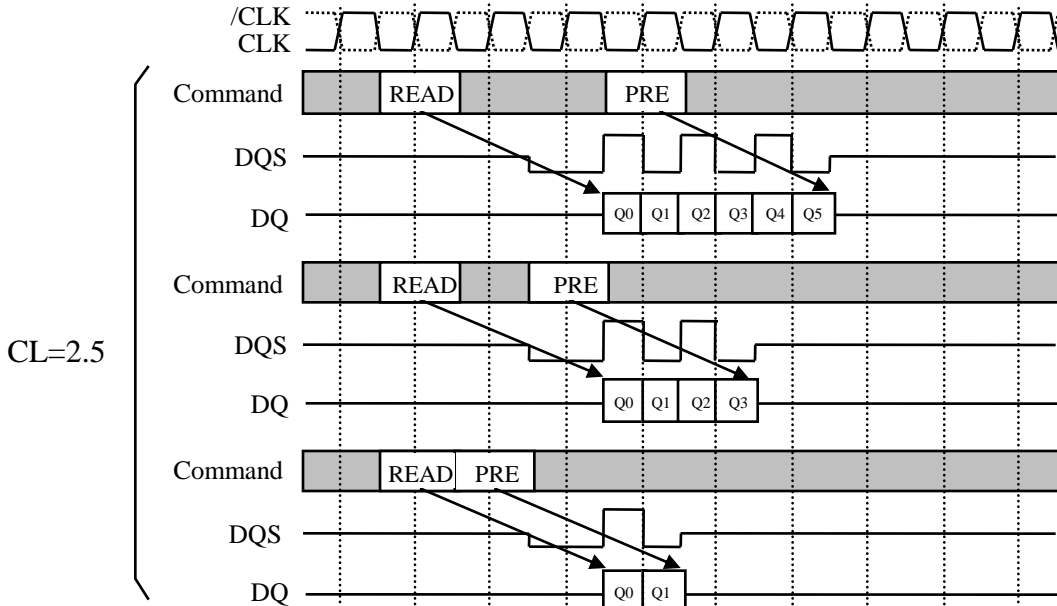 /CLK
CLK
Command READ PRE
DQS
DQ Q0 Q1 Q2 Q3 Q4 Q5
Command READ PRE
CL=2.5
DQS
DQ Q0 Q1 Q2 Q3
Command READ PRE
DQS
DQ Q0 Q1